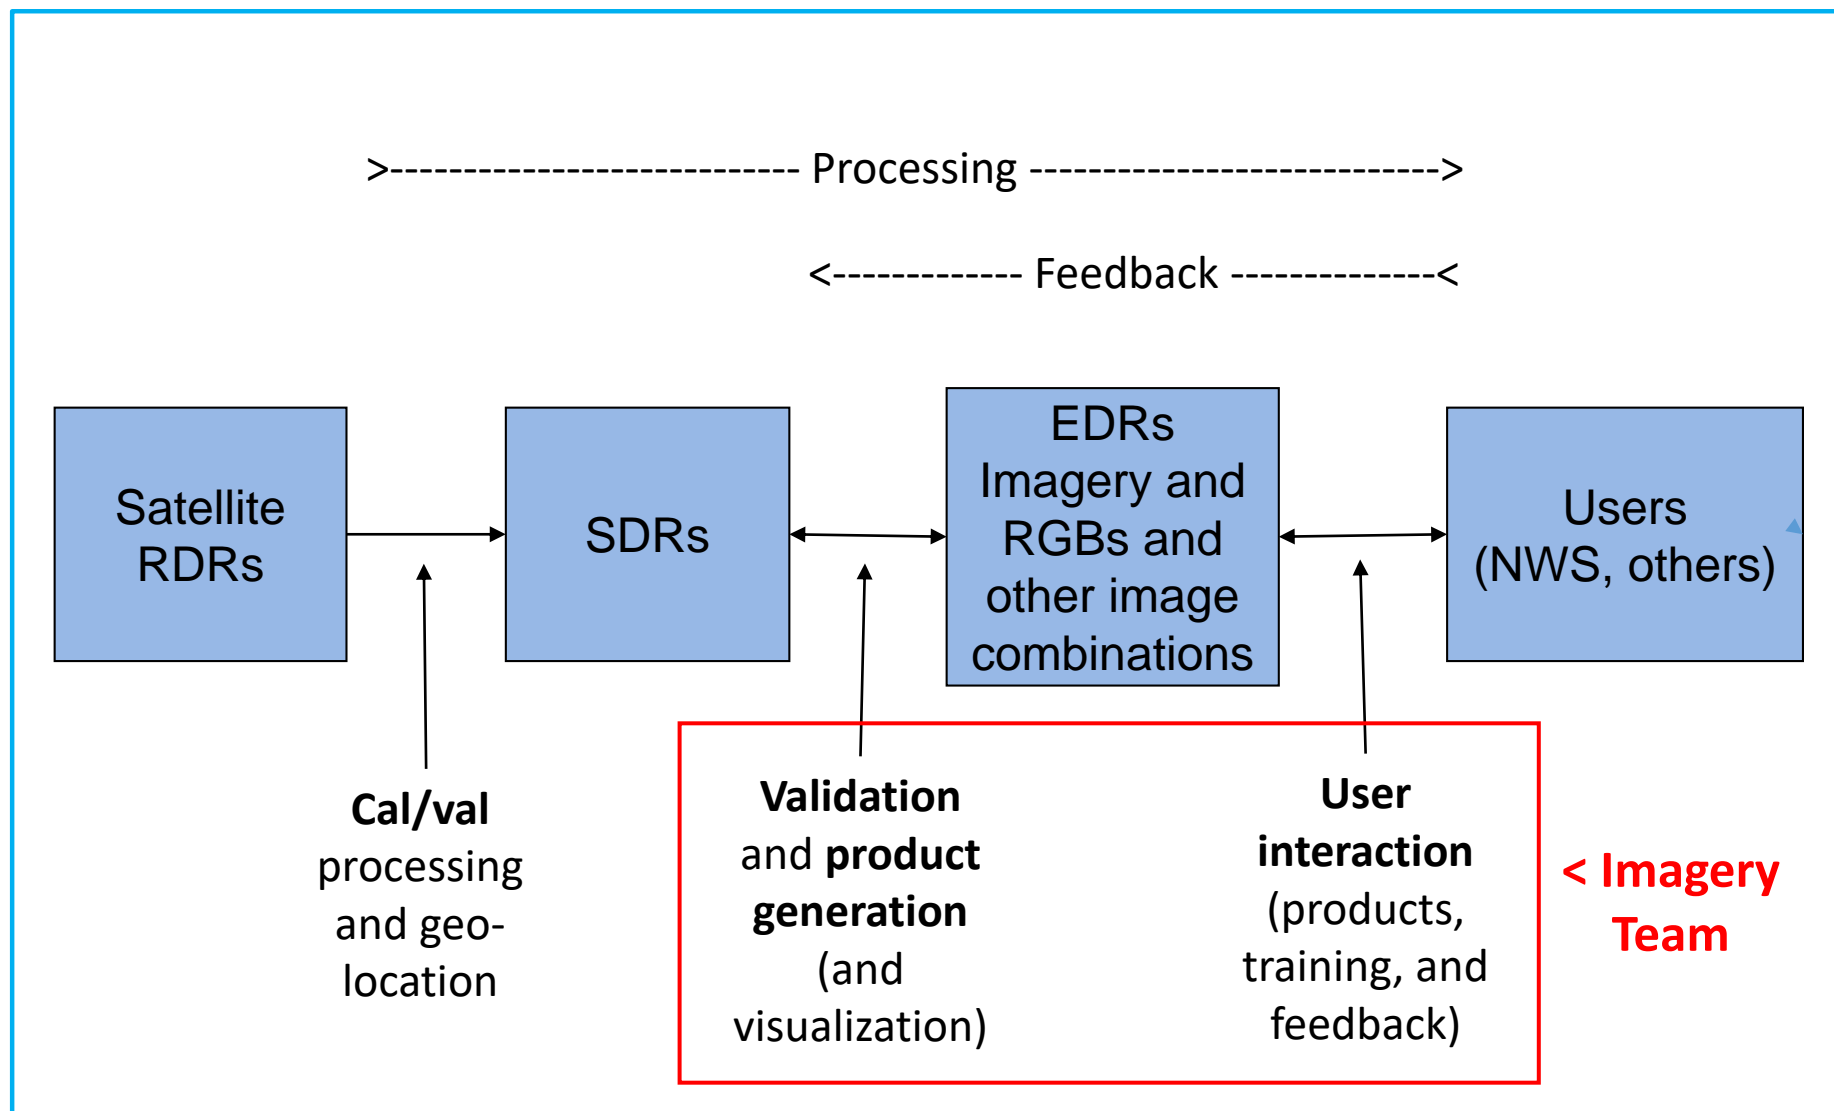 >---------------------------- Processing ---------------------------->
<------------- Feedback --------------<
Satellite
RDRs
SDRs
EDRs
Imagery and
RGBs and
other image
combinations
Users
(NWS, others)
Cal/val
processing
and geo-
location
Validation
and product
generation
(and
visualization)
User
interaction
(products,
training, and
feedback)
< Imagery
Team